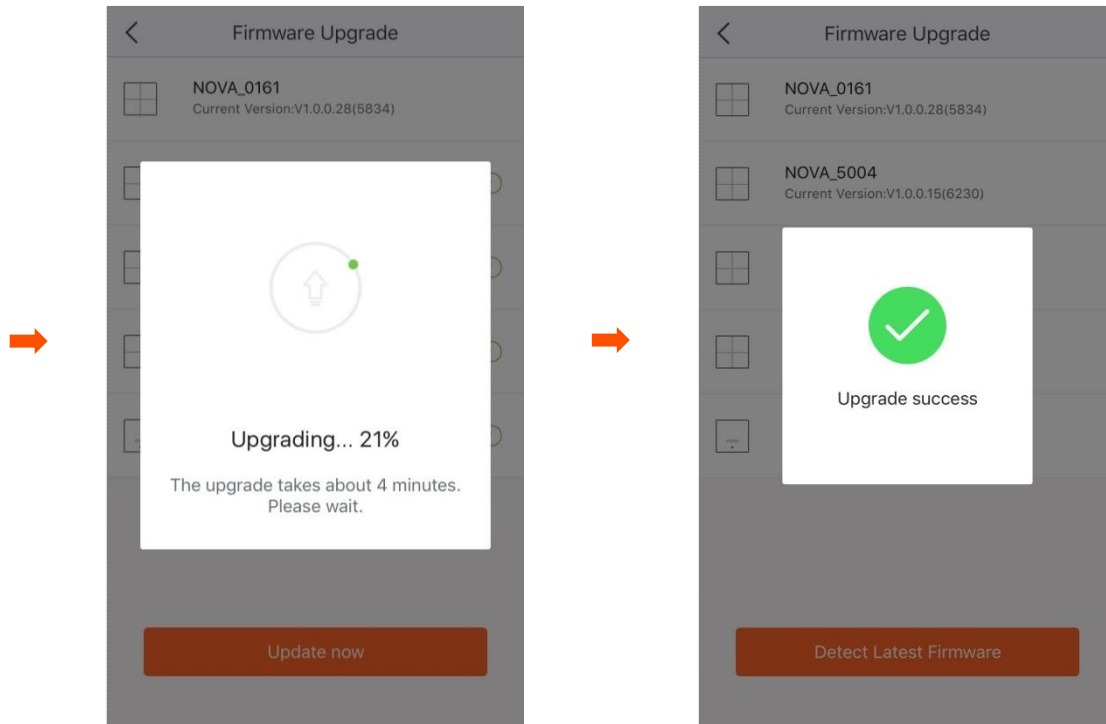 Firmware Upgrade
NOVA_0161
Current Version:V1.0.0.28(5834)
Upgrading... 21%
The upgrade takes about 4 minutes.
Please wait.
Update now
Firmware Upgrade
NOVA_0161
Current Version:V1.0.0.28(5834)
NOVA_5004
Current Version:V1.0.0.15(6230)
nova
Upgrade success
Detect Latest Firmware